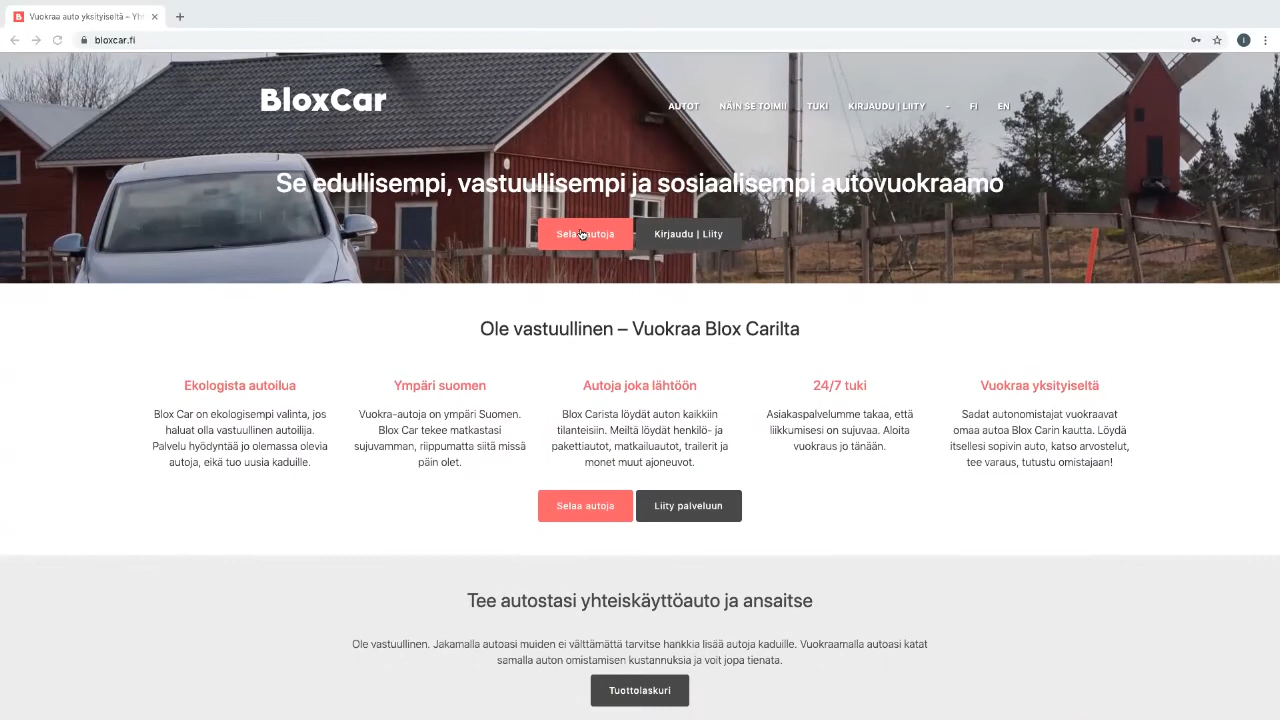 Vuokraa auto yksityiseltä – Yht
bloxcar.fi
BloxCar
AUTOT NÄIN SE TOIMII TUKI KIRJAUDU | LIITY - FI EN
Se edullisempi, vastuullisempi ja sosiaalisempi autovuokraamo
Selaa autoja Kirjaudu | Liity
Ole vastuullinen – Vuokraa Blox Carilta
Ekologista autoilua
Blox Car on ekologisempi valinta, jos
haluat olla vastuullinen autoilija.
Palvelu hyödyntää jo olemassa olevia
autoja, eikä tuo uusia kaduille.
Ympäri suomen
Vuokra-autoja on ympäri Suomen.
Blox Car tekee matkastasi
sujuvamman, riippumatta siitä missä
päin olet.
Autoja joka lähtöön
Blox Carista löydät auton kaikkiin
tilanteisiin. Meiltä löydät henkilö- ja
pakettiautot, matkailuautot, trailerit ja
monet muut ajoneuvot.
24/7 tuki
Asiakaspalvelumme takaa, että
liikkumisesi on sujuvaa. Aloita
vuokraus jo tänään.
Vuokraa yksityiseltä
Sadat autonomistajat vuokraavat
omaa autoa Blox Carin kautta. Löydä
itsellesi sopivin auto, katso arvostelut,
tee varaus, tutustu omistajaan!
Selaa autoja Liity palveluun
Tee autostasi yhteiskäyttöauto ja ansaitse
Ole vastuullinen. Jakamalla autoasi muiden ei välttämättä tarvitse hankkia lisää autoja kaduille. Vuokraamalla autoasi katat
samalla auton omistamisen kustannuksia ja voit jopa tienata.
Tuottolaskuri